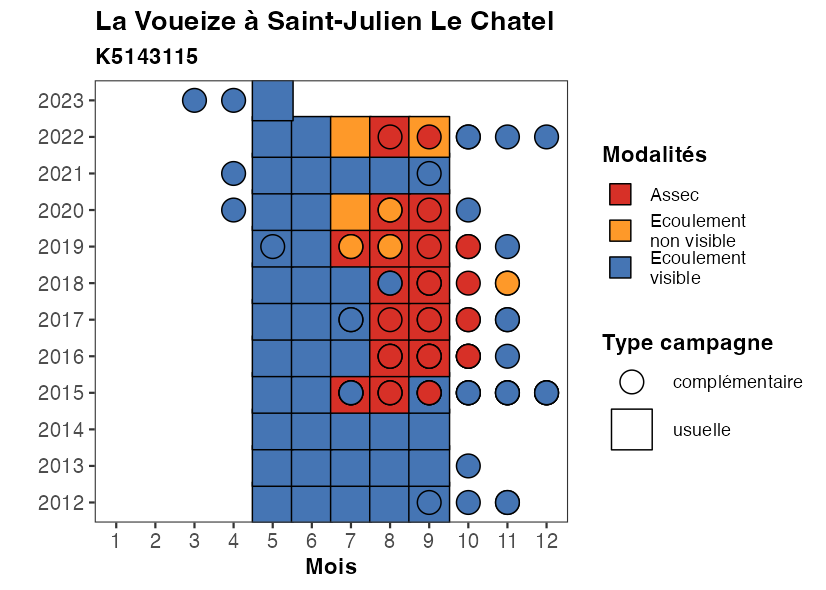 La Voueize à Saint-Julien Le Chatel
K5143115
2023
2022
2021
2020
2019
2018
2017
2016
2015
2014
2013
2012
1 2 3 4 5 6 7 8 9 10 11 12
Mois
Modalités
Assec
Ecoulement
non visible
Ecoulement
visible
Type campagne
complémentaire
usuelle